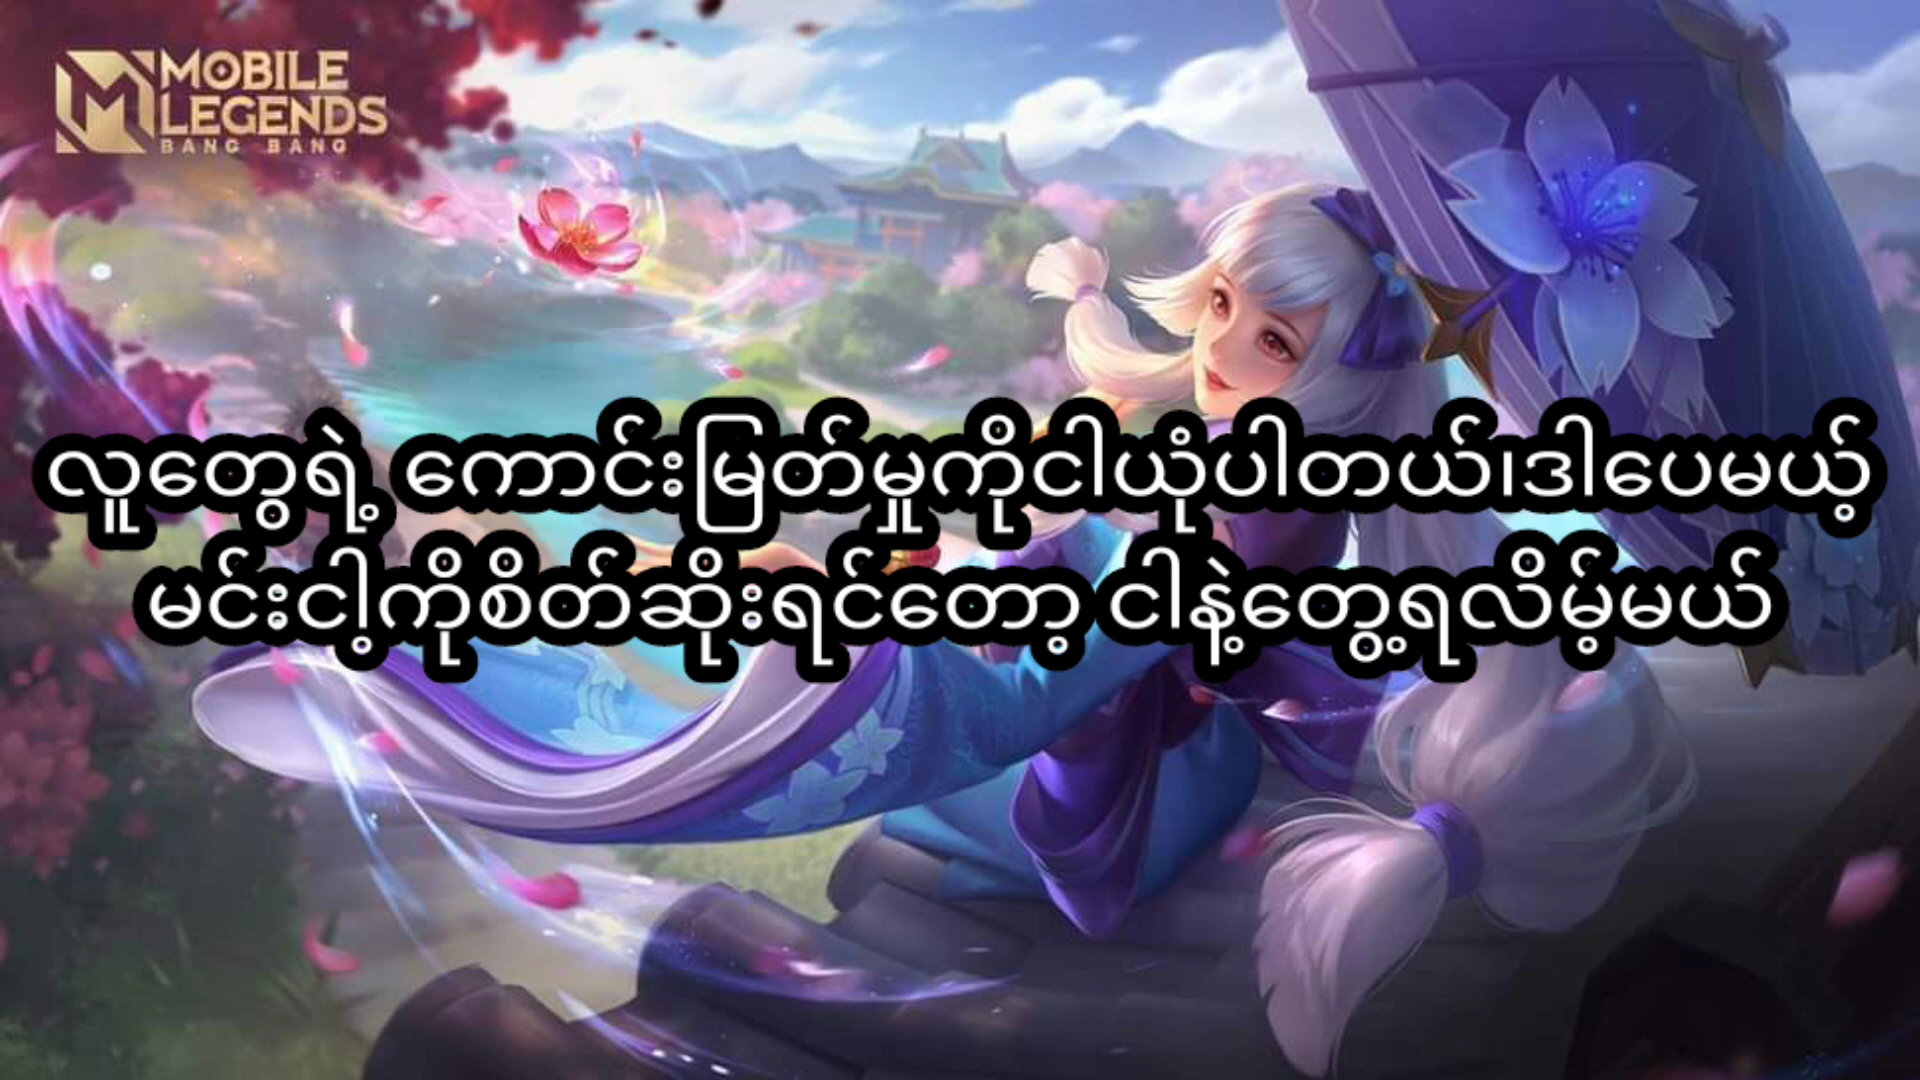 MOBILE
LEGENDS
BANG BANG
လူတွေရဲ့ ကောင်းမြတ်မှုကိုငါယုံပါတယ်၊ဒါပေမယ့်
မင်းငါ့ကိုစိတ်ဆိုးရင်တော့ ငါနဲ့တွေ့ရလိမ့်မယ်